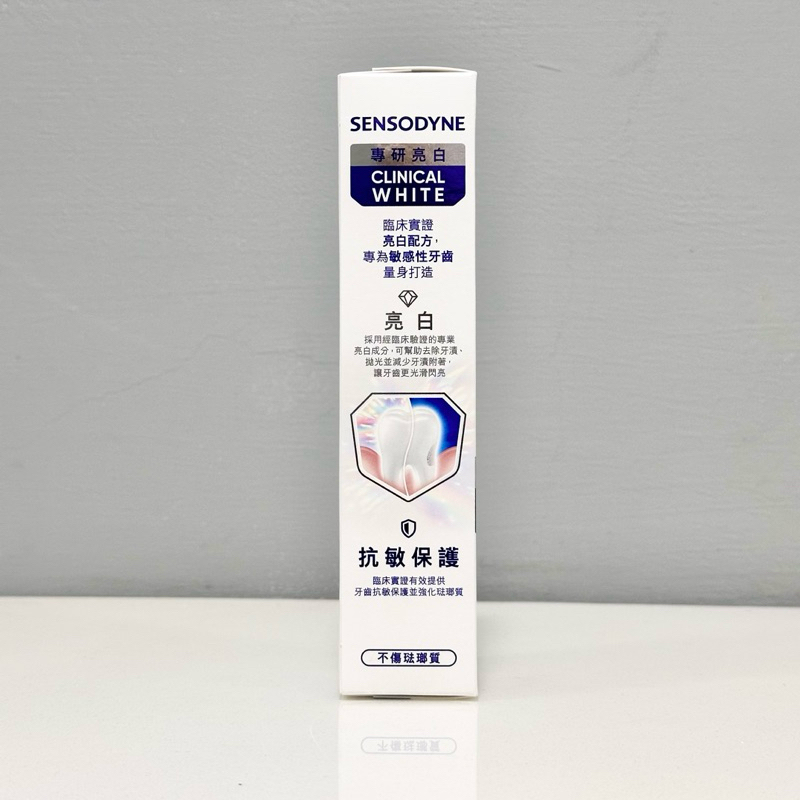 SENSODYNE
專研亮白
CLINICAL
WHITE
臨床實證
亮白配方,
專為敏感性牙齒
量身打造
亮白
採用經臨床驗證的專業
亮白成分,可幫助去除牙漬、
拋光並減少牙漬附著,
讓牙齒更光滑閃亮
抗敏保護
臨床實證有效提供
牙齒抗敏保護並強化琺瑯質
不傷琺瑯質